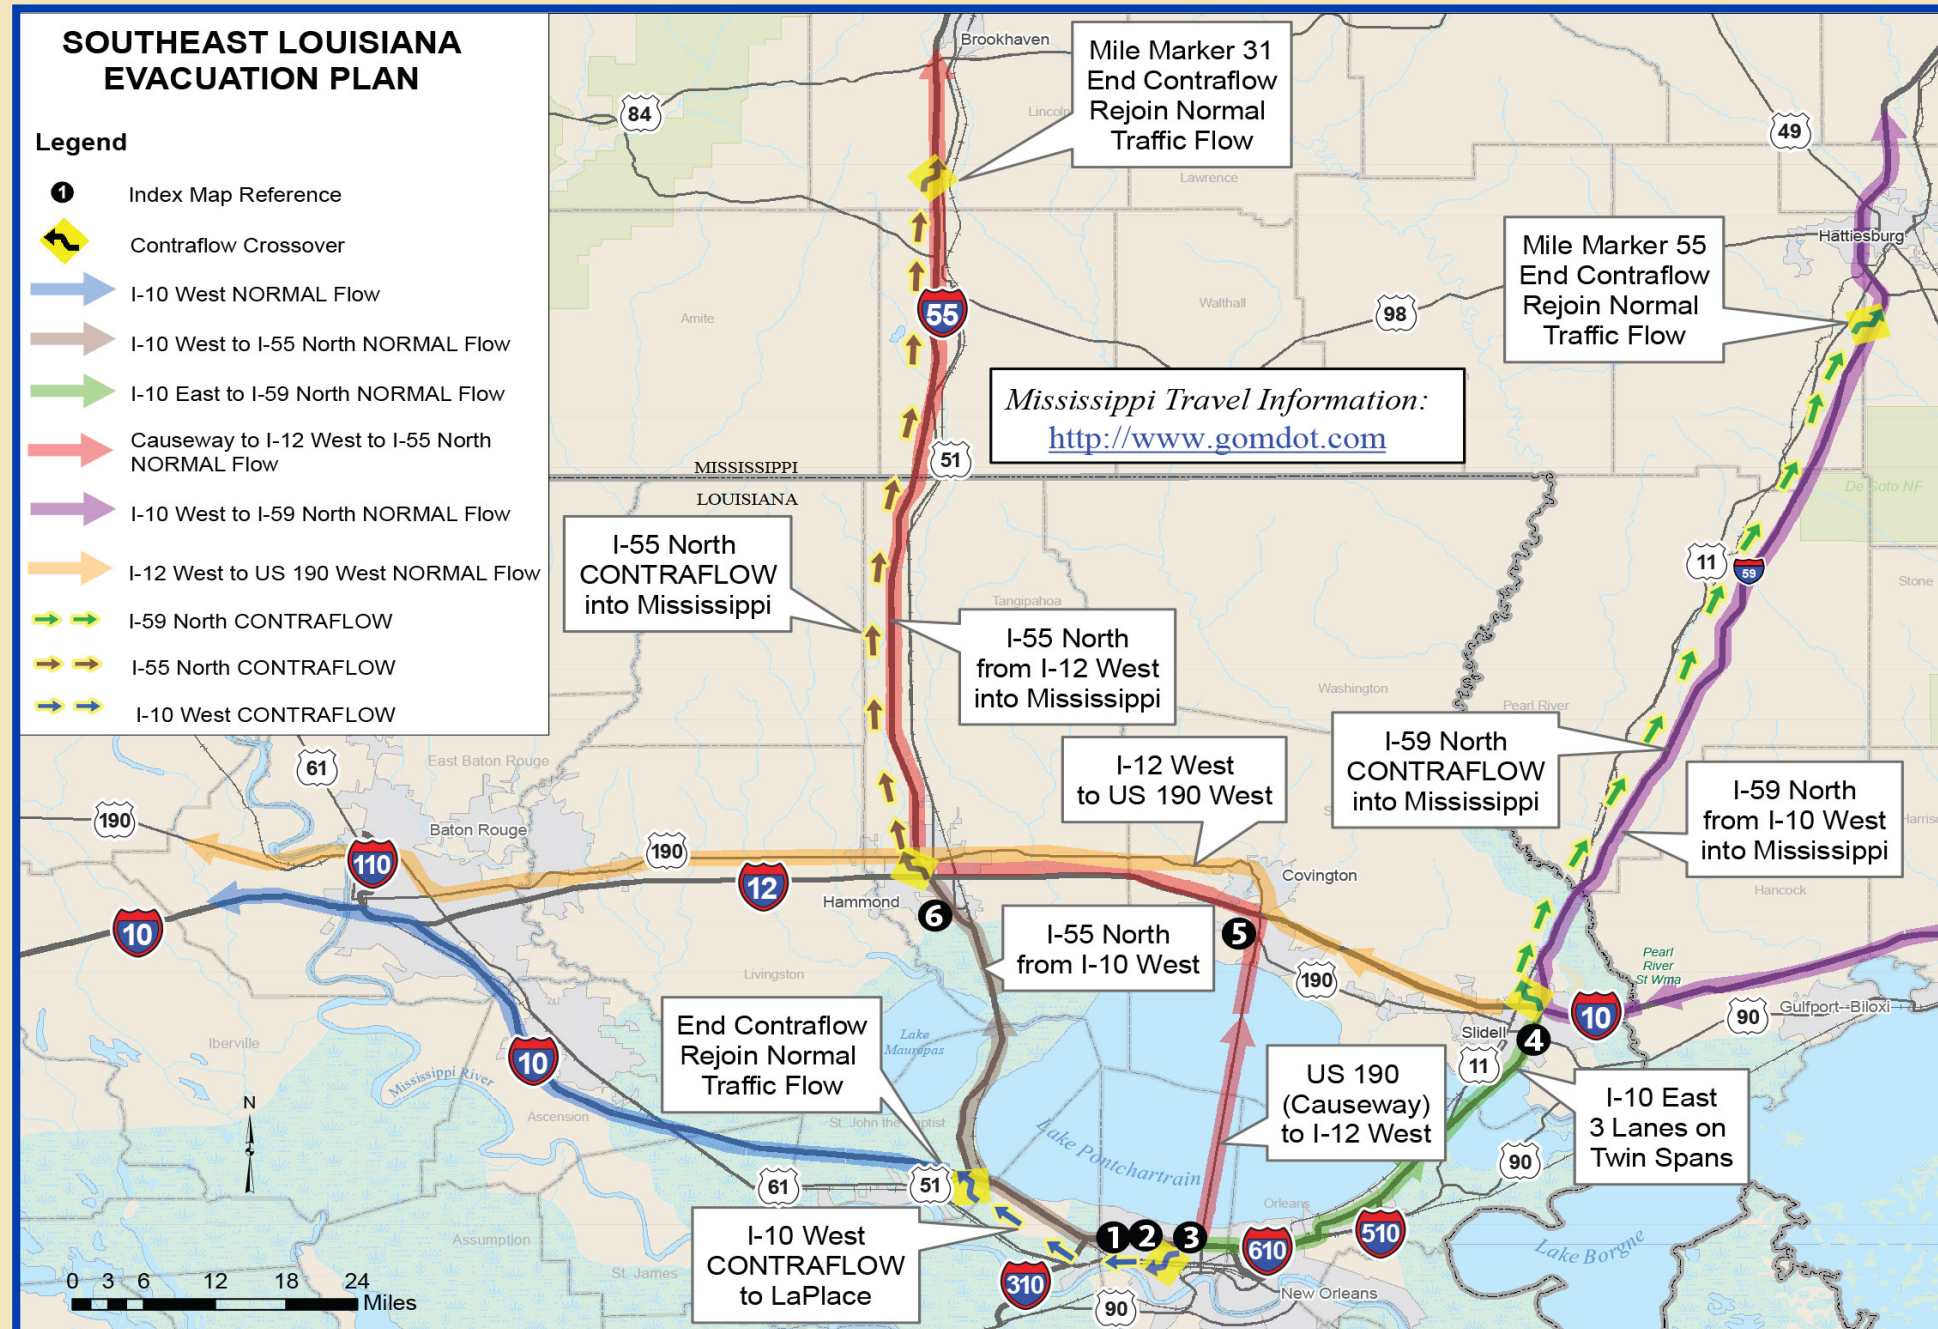 SOUTHEAST LOUISIANA
EVACUATION PLAN
Legend
1
Index Map Reference
Contraflow Crossover
I-10 West NORMAL Flow
I-10 West to I-55 North NORMAL Flow
I-10 East to I-59 North NORMAL Flow
Causeway to I-12 West to I-55 North
NORMAL Flow
I-10 West to I-59 North NORMAL Flow
I-12 West to US 190 West NORMAL Flow
I-59 North CONTRAFLOW
I-55 North CONTRAFLOW
I-10 West CONTRAFLOW
Brookhaven
Mile Marker 31
End Contraflow
Rejoin Normal
Traffic Flow
84
Lincoln
49
Lawrence
Hattiesburg
Mile Marker 55
End Contraflow
Rejoin Normal
Traffic Flow
55
Walthall
98
Amite
Mississippi Travel Information:
http://www.gomdot.com
51
MISSISSIPPI
LOUISIANA
De Soto NF
I-55 North
CONTRAFLOW
into Mississippi
11
59
Stone
Tangipahoa
I-55 North
from I-12 West
into Mississippi
Washington
Pearl River
I-59 North
CONTRAFLOW
into Mississippi
I-12 West
to US 190 West
I-59 North
from I-10 West
into Mississippi
61
East Baton Rouge
190
Baton Rouge
110
190
12
Hammond
Covington
Hancock
Harris
10
6
5
I-55 North
from I-10 West
Livingston
190
Pearl
River
St Wma
10
90
Gulfport--Biloxi
End Contraflow
Rejoin Normal
Traffic Flow
Lake
Maurepas
Slidell
4
Iberville
10
Mississippi River
11
US 190
(Causeway)
to I-12 West
I-10 East
3 Lanes on
Twin Spans
N
Ascension
St. John the Baptist
Lake Pontchartrain
90
61
51
Orleans
510
610
1
2
3
I-10 West
CONTRAFLOW
to LaPlace
Assumption
St. James
310
90
New Orleans
Lake Borgne
0 3 6 12 18 24
Miles